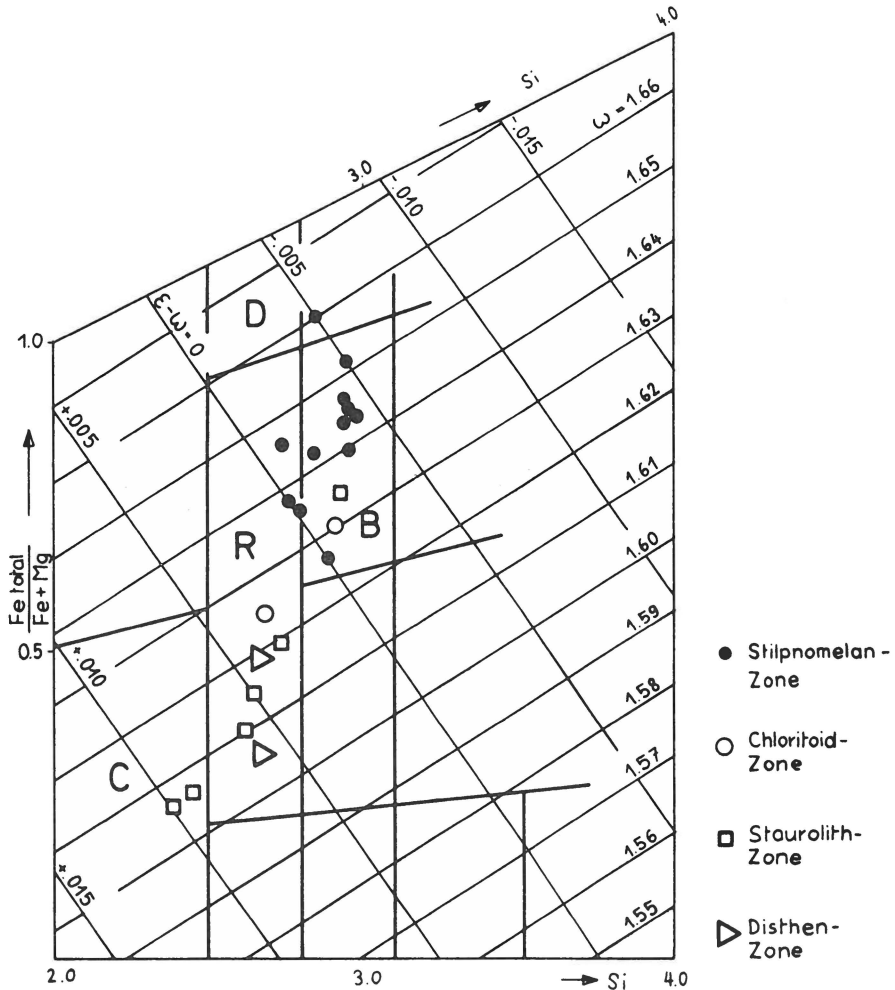 4.0
Si
ω = 1.66
-.015
1.65
3.0
-.010
1.64
-.005
1.63
D
ε-ω = 0
1.0
1.62
+.005
1.61
B
R
1.60
Fe total
Fe + Mg
1.59
0.5
+.010
1.58
C
1.57
1.56
+.015
1.55
2.0
3.0
Si
4.0
Stilpnomelan-
Zone
Chloritoid-
Zone
Staurolith-
Zone
Disthen-
Zone